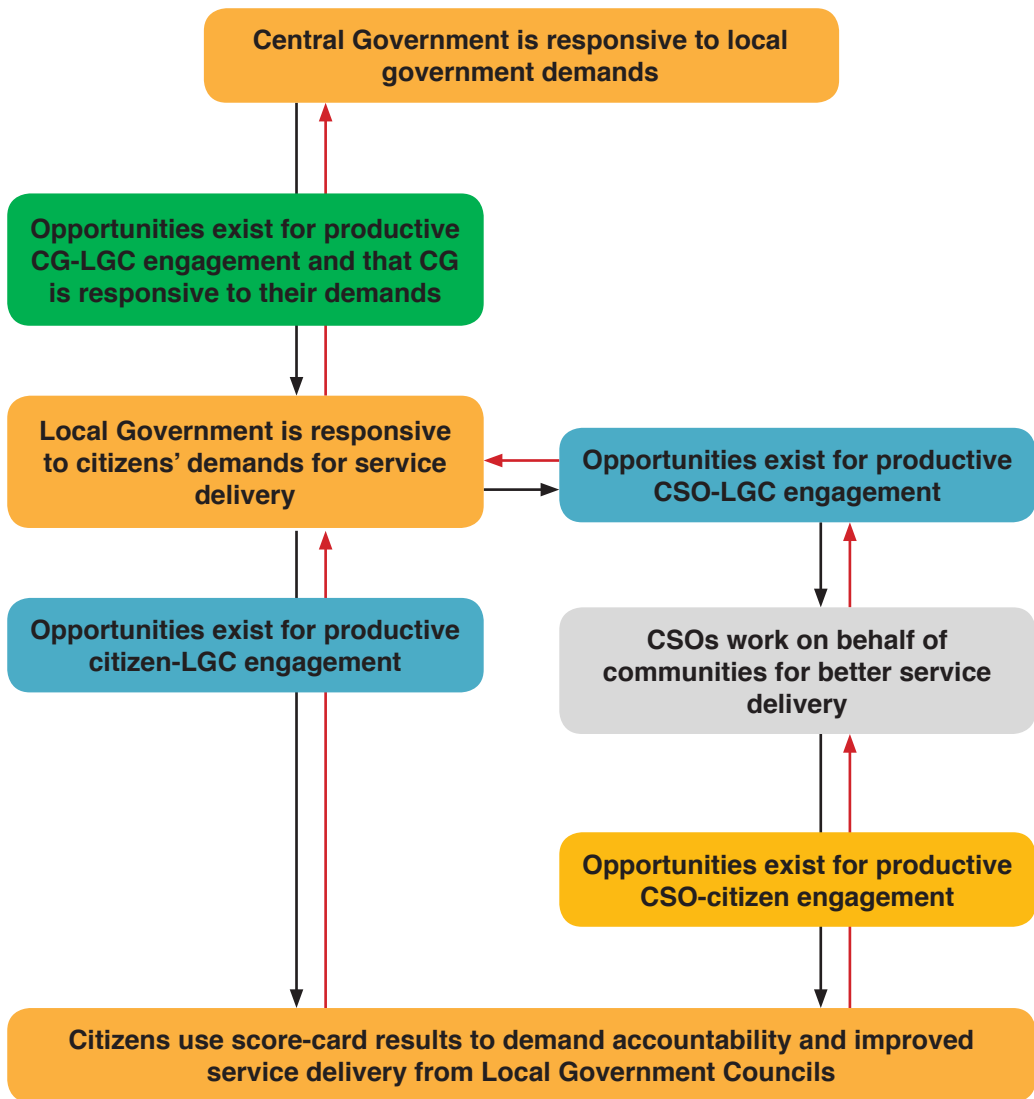 Central Government is responsive to local
government demands
Opportunities exist for productive
CG-LGC engagement and that CG
is responsive to their demands
Local Government is responsive
to citizens’ demands for service
delivery
Opportunities exist for productive
CSO-LGC engagement
Opportunities exist for productive
citizen-LGC engagement
CSOs work on behalf of
communities for better service
delivery
Opportunities exist for productive
CSO-citizen engagement
Citizens use score-card results to demand accountability and improved
service delivery from Local Government Councils